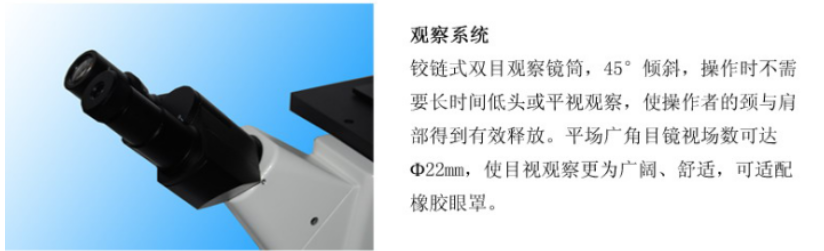 观察系统
铰链式双目观察镜筒，45° 倾斜，操作时不需
要长时间低头或平视观察，使操作者的颈与肩
部得到有效释放。平场广角目镜视场数可达
Φ22mm，使目视观察更为广阔、舒适，可适配
橡胶眼罩。